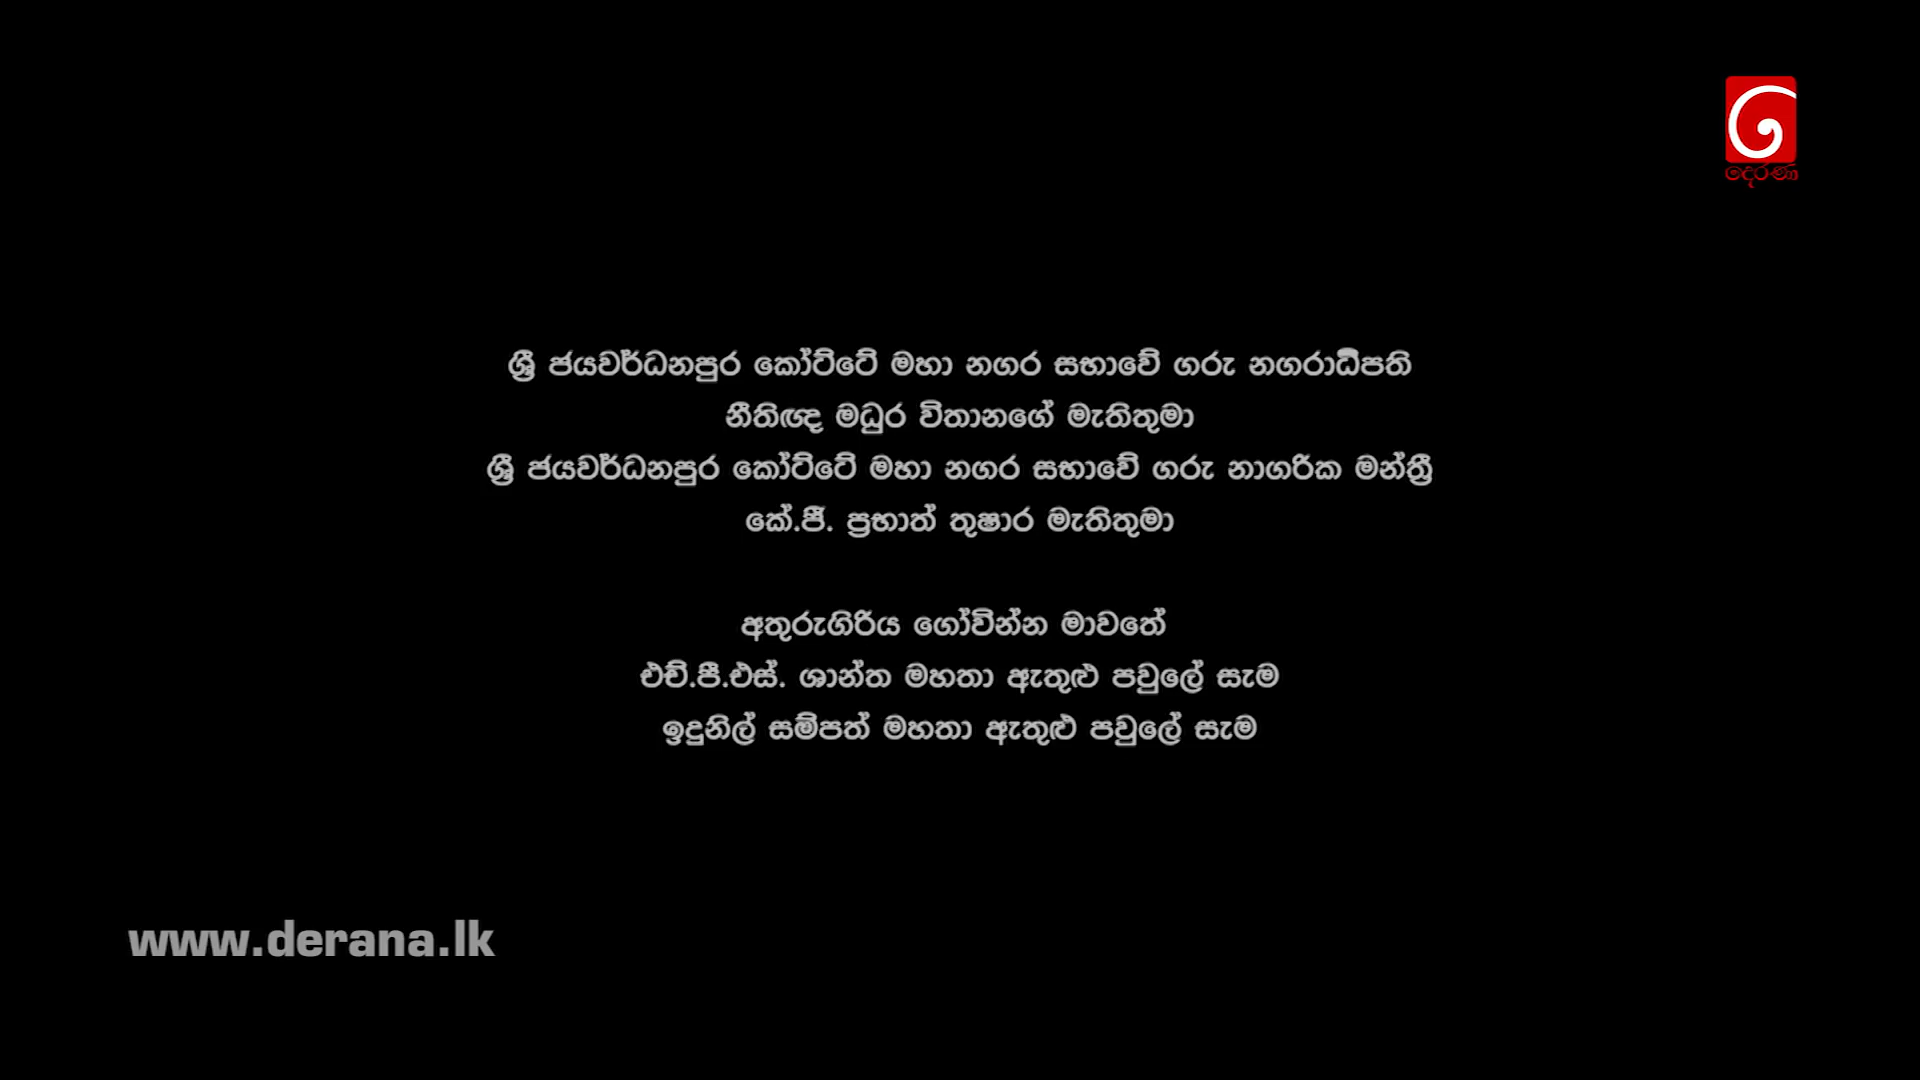 දෙරණ
ශ්‍රී ජයවර්ධනපුර කෝට්ටේ මහා නගර සභාවේ ගරු නගරාධිපති
නීතිඥ මධුර විතානගේ මැතිතුමා
ශ්‍රී ජයවර්ධනපුර කෝට්ටේ මහා නගර සභාවේ ගරු නාගරික මන්ත්‍රී
කේ.ජී. ප්‍රභාත් තුෂාර මැතිතුමා
අතුරුගිරිය ගෝවින්න මාවතේ
එච්.පී.එස්. ශාන්ත මහතා ඇතුළු පවුලේ සැම
ඉදුනිල් සම්පත් මහතා ඇතුළු පවුලේ සැම
www.derana.lk